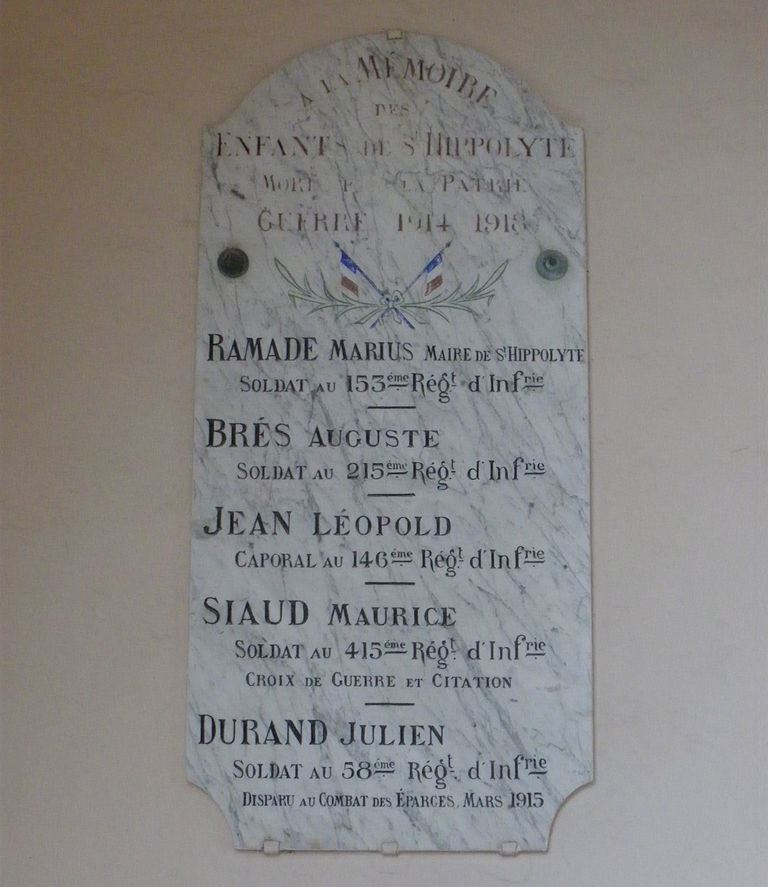 A LA MÉMOIRE
DES
ENFANTS DE St HIPPOLYTE
LA PATRIE
GUERRE 1914 1918
RAMADE MARIUS MAIRE DE St HIPPOLYTE
SOLDAT AU 153ème Régt d'Infrie
BRÉS AUGUSTE
SOLDAT AU 215ème Régt d'Infrie
JEAN LÉOPOLD
CAPORAL AU 146ème Régt d'Infrie
SIAUD MAURICE
SOLDAT AU 415ème Régt d'Infrie
CROIX DE GUERRE ET CITATION
DURAND JULIEN
SOLDAT AU 58ème Régt d'Infrie
DISPARU AU COMBAT DES ÉPARGES, MARS 1915